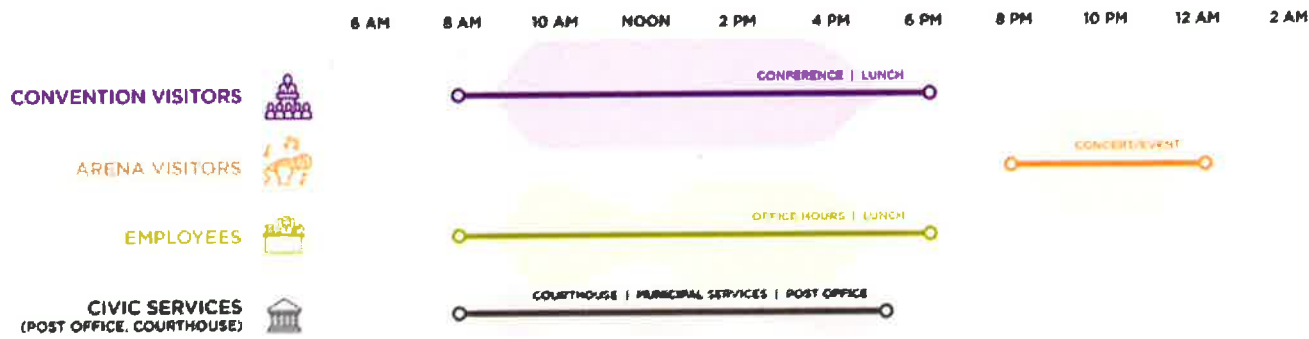 6 AM 8 AM 10 AM NOON 2 PM 4 PM 6 PM 8 PM 10 PM 12 AM 2 AM
CONVENTION VISITORS
CONFERENCE | LUNCH
ARENA VISITORS
CONCERT/EVENT
EMPLOYEES
OFFICE HOURS | LUNCH
CIVIC SERVICES
(POST OFFICE, COURTHOUSE)
COURTHOUSE | MUNICIPAL SERVICES | POST OFFICE